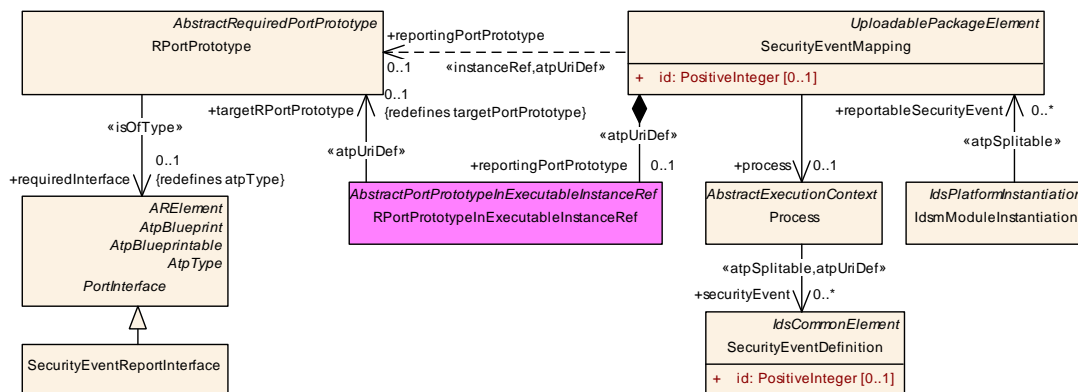 AbstractRequiredPortPrototype
RPortPrototype
+reportingPortPrototype
0..1
«instanceRef,atpUriDef»
UploadablePackageElement
SecurityEventMapping
+ id: PositiveInteger [0..1]
0..1
{redefines targetPortPrototype}
+targetRPortPrototype
«atpUriDef»
«isOfType»
0..1
{redefines atpType}
+requiredInterface
«atpUriDef»
+reportingPortPrototype
0..1
+process
0..1
+reportableSecurityEvent
0..*
«atpSplitable»
AbstractPortPrototypeInExecutableInstanceRef
RPortPrototypeInExecutableInstanceRef
AbstractExecutionContext
Process
IdsPlatformInstantiation
IdsmModuleInstantiation
ARElement
AtpBlueprint
AtpBlueprintable
AtpType
PortInterface
«atpSplitable,atpUriDef»
+securityEvent
0..*
SecurityEventReportInterface
IdsCommonElement
SecurityEventDefinition
+ id: PositiveInteger [0..1]